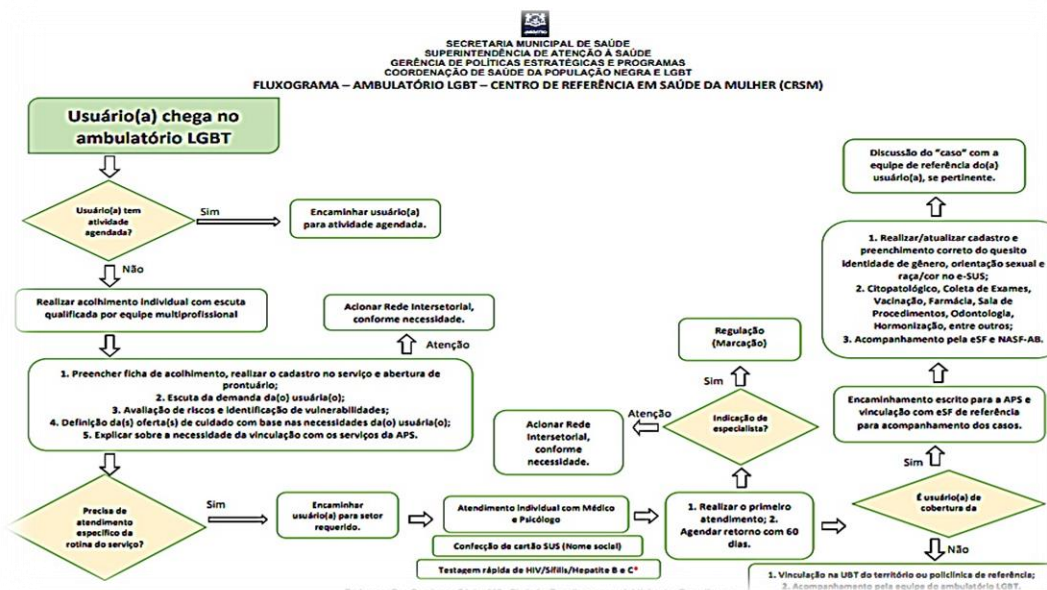 SECRETARIA MUNICIPAL DE SAÚDE
SUPERINTENDÊNCIA DE ATENÇÃO À SAÚDE
GERÊNCIA DE POLÍTICAS ESTRATÉGICAS E PROGRAMAS
COORDENAÇÃO DE SAÚDE DA POPULAÇÃO NEGRA E LGBT
FLUXOGRAMA – AMBULATÓRIO LGBT – CENTRO DE REFERÊNCIA EM SAÚDE DA MULHER (CRSM)
Usuário(a) chega no
ambulatório LGBT
Usuário(a) tem
atividade
agendada?
Sim
Encaminhar usuário(a)
para atividade agendada.
Não
Realizar acolhimento individual com escuta
qualificada por equipe multiprofissional
Acionar Rede Intersetorial,
conforme necessidade.
Atenção
1. Preencher ficha de acolhimento, realizar o cadastro no serviço e abertura de
prontuário;
2. Escuta da demanda da(o) usuária(o);
3. Avaliação de riscos e identificação de vulnerabilidades;
4. Definição da(s) oferta(s) de cuidado com base nas necessidades da(o) usuária(o);
5. Explicar sobre a necessidade da vinculação com os serviços da APS.
Precisa de
atendimento
específico da
rotina do serviço?
Sim
Encaminhar
usuário(a) para setor
requerido.
Atendimento individual com Médico
e Psicólogo
Confecção de cartão SUS (Nome social)
Testagem rápida de HIV/Sífilis/Hepatite B e C*
1. Realizar o primeiro
atendimento; 2.
Agendar retorno com 60
dias.
Indicação de
especialista?
Atenção
Acionar Rede
Intersetorial,
conforme
necessidade.
Sim
Regulação
(Marcação)
É usuário(a) de
cobertura da
Sim
Encaminhamento escrito para a APS e
vinculação com eSF de referência
para acompanhamento dos casos.
1. Realizar/atualizar cadastro e
preenchimento correto do quesito
identidade de gênero, orientação sexual e
raça/cor no e-SUS;
2. Citopatológico, Coleta de Exames,
Vacinação, Farmácia, Sala de
Procedimentos, Odontologia,
Hormonização, entre outros;
3. Acompanhamento pela eSF e NASF-AB.
Discussão do "caso" com a
equipe de referência do(a)
usuário(a), se pertinente.
Não
1. Vinculação na UBT do território ou policlínica de referência;
2. Acompanhamento pela equipe do ambulatório LGBT.